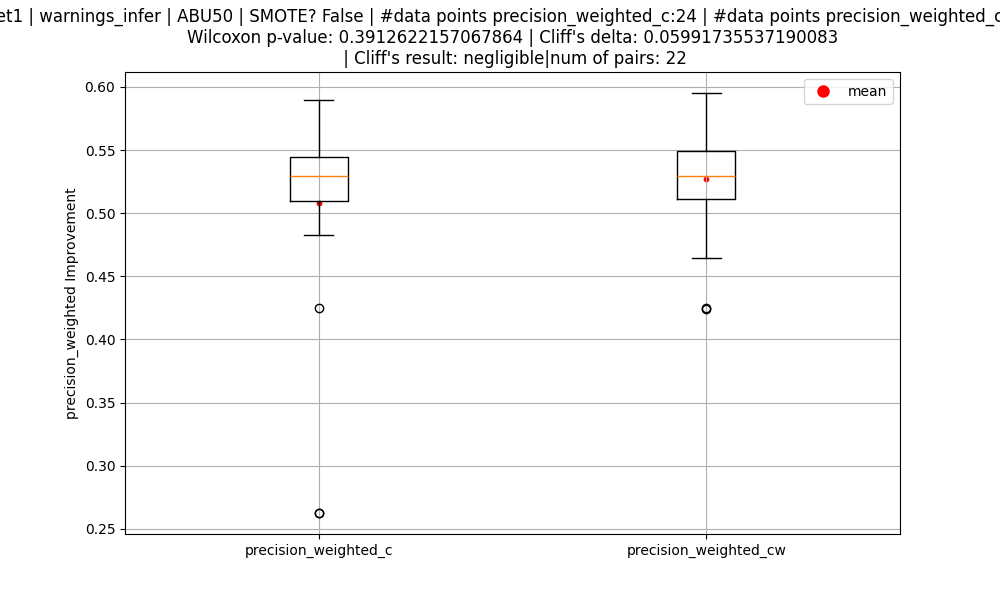 | warnings_infer | ABU50 | SMOTE? False | #data points precision_weighted_c:24 | #data points
Wilcoxon p-value: 0.3912622157067864 | Cliff's delta: 0.05991735537190083
| Cliff's result: negligible|num of pairs: 22
mean
0.60
0.55
0.50
0.45
0.40
0.35
0.30
0.25
precision_weighted Improvement
precision_weighted_c
precision_weighted_cw